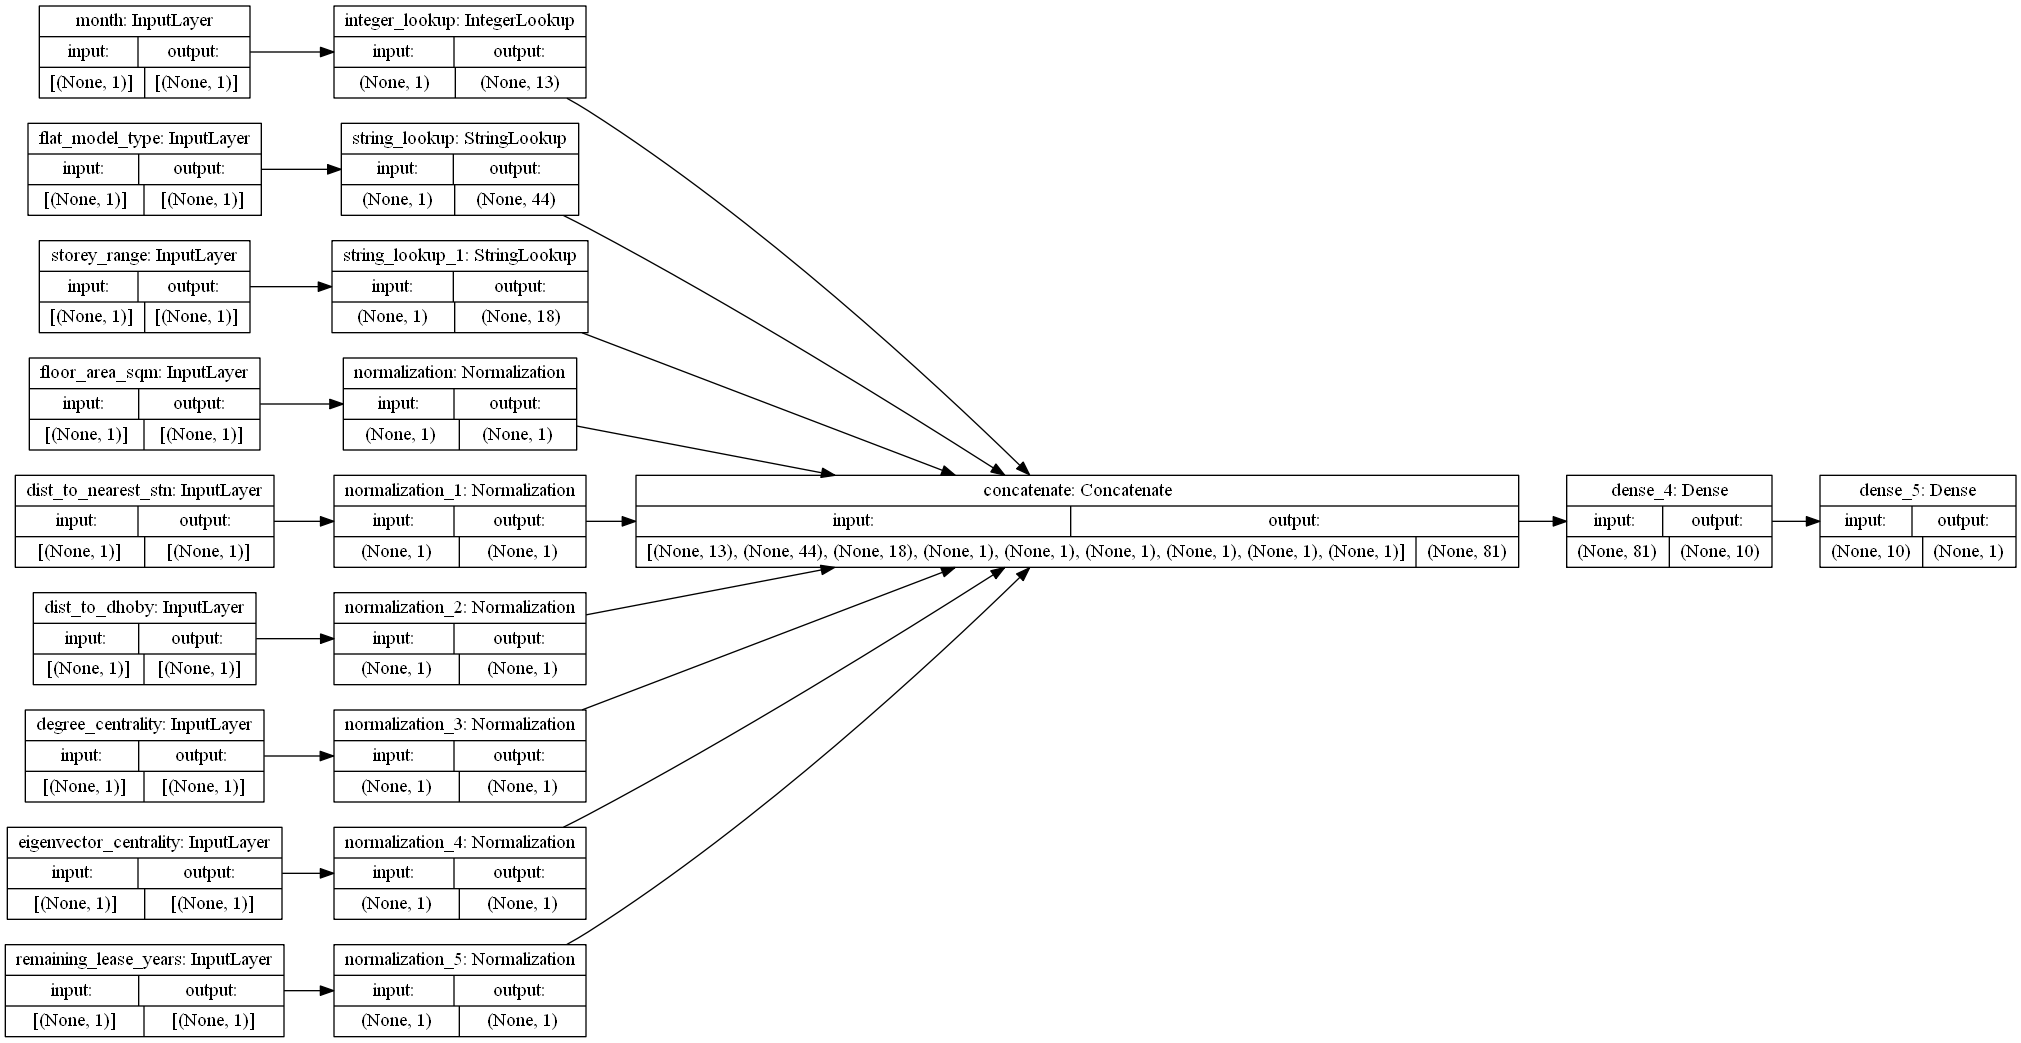 month: InputLayer
input: output:
[(None, 1)] [(None, 1)]
integer_lookup: IntegerLookup
input: output:
(None, 1) (None, 13)
flat_model_type: InputLayer
input: output:
[(None, 1)] [(None, 1)]
string_lookup: StringLookup
input: output:
(None, 1) (None, 44)
storey_range: InputLayer
input: output:
[(None, 1)] [(None, 1)]
string_lookup_1: StringLookup
input: output:
(None, 1) (None, 18)
floor_area_sqm: InputLayer
input: output:
[(None, 1)] [(None, 1)]
normalization: Normalization
input: output:
(None, 1) (None, 1)
dist_to_nearest_stn: InputLayer
input: output:
[(None, 1)] [(None, 1)]
normalization_1: Normalization
input: output:
(None, 1) (None, 1)
concatenate: Concatenate
input: output:
[(None, 13), (None, 44), (None, 18), (None, 1), (None, 1), (None, 1), (None, 1), (None, 1), (None, 1)] (None, 81)
dense_4: Dense
input: output:
(None, 81) (None, 10)
dense_5: Dense
input: output:
(None, 10) (None, 1)
dist_to_dhoby: InputLayer
input: output:
[(None, 1)] [(None, 1)]
normalization_2: Normalization
input: output:
(None, 1) (None, 1)
degree_centrality: InputLayer
input: output:
[(None, 1)] [(None, 1)]
normalization_3: Normalization
input: output:
(None, 1) (None, 1)
eigenvector_centrality: InputLayer
input: output:
[(None, 1)] [(None, 1)]
normalization_4: Normalization
input: output:
(None, 1) (None, 1)
remaining_lease_years: InputLayer
input: output:
[(None, 1)] [(None, 1)]
normalization_5: Normalization
input: output:
(None, 1) (None, 1)